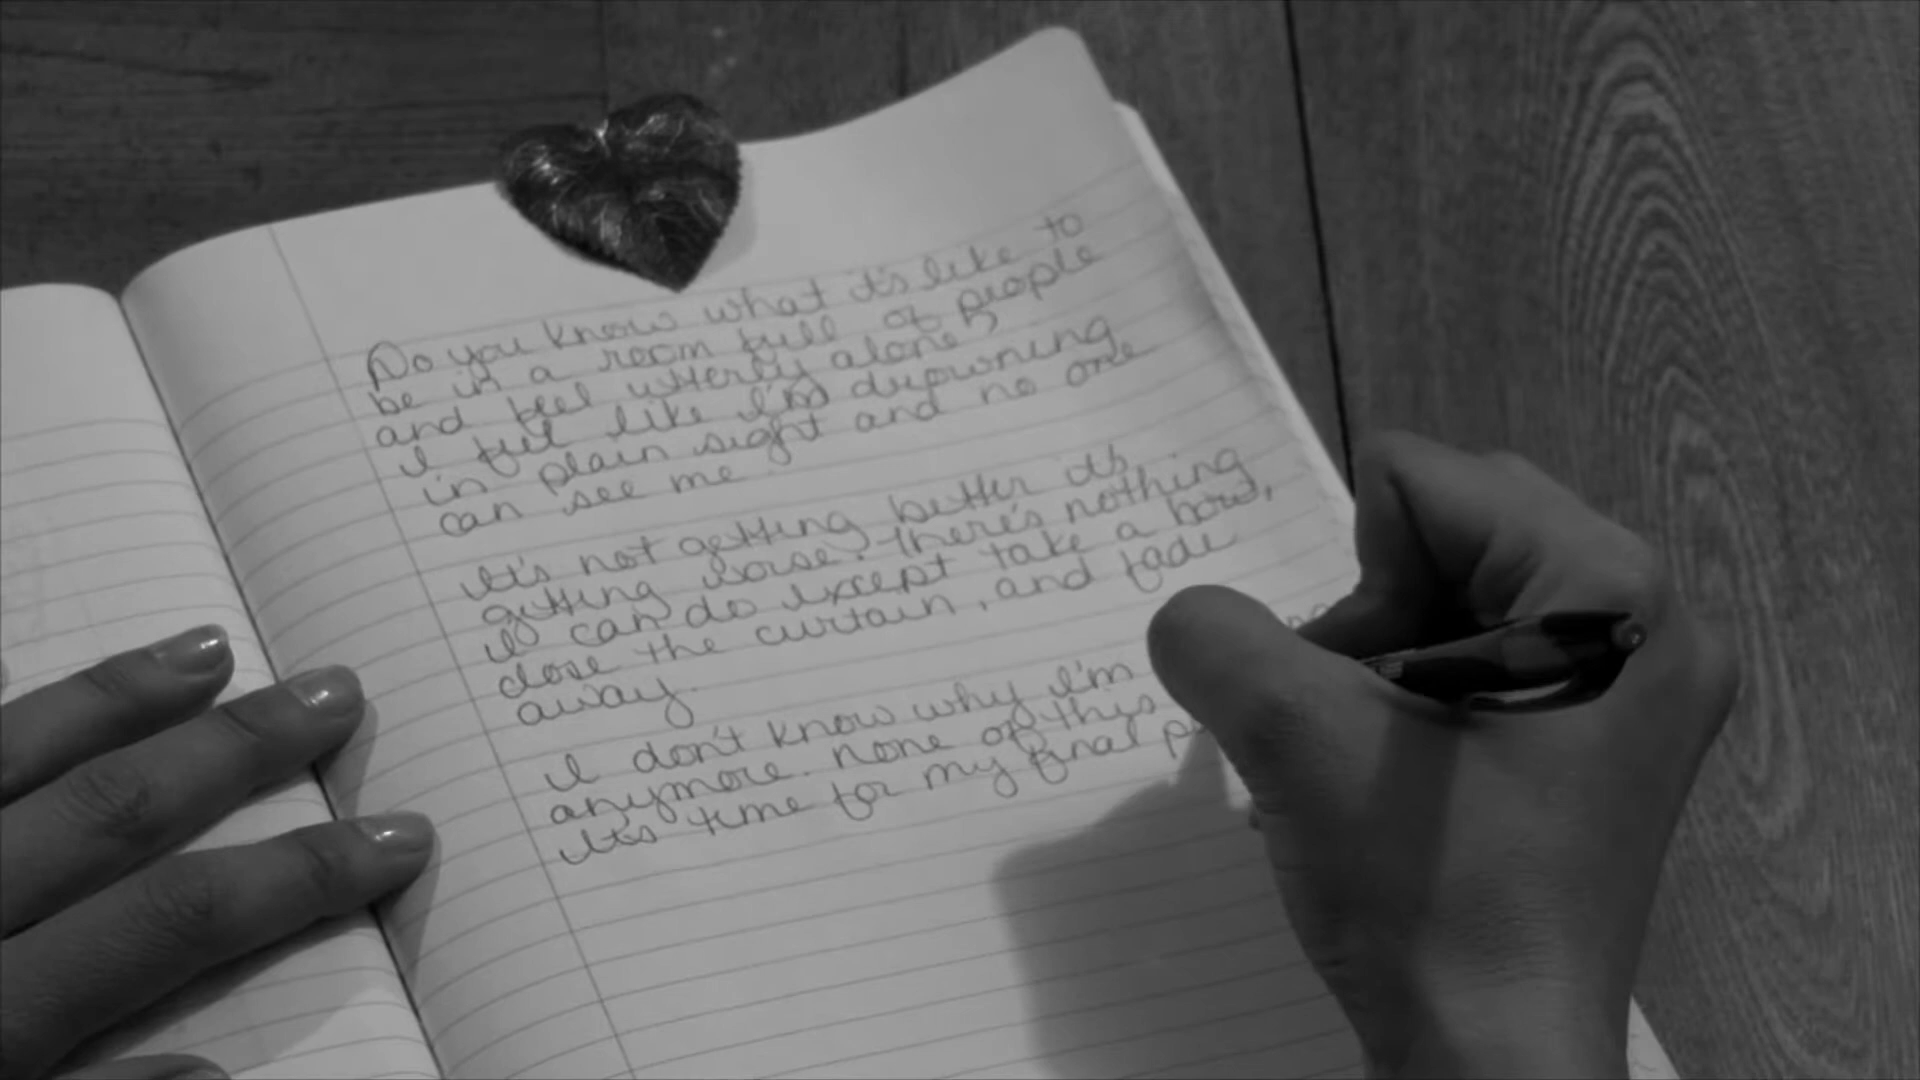 Do you know what it's like to
be in a room full of people
and feel utterly alone?
I feel like I'm drowning
in plain sight and no one
can see me
It's not getting better it's
getting worse. there's nothing
I can do except take a bow,
close the curtain, and fade
away.
I don't know why I'm
anymore. none of this
It's time for my final